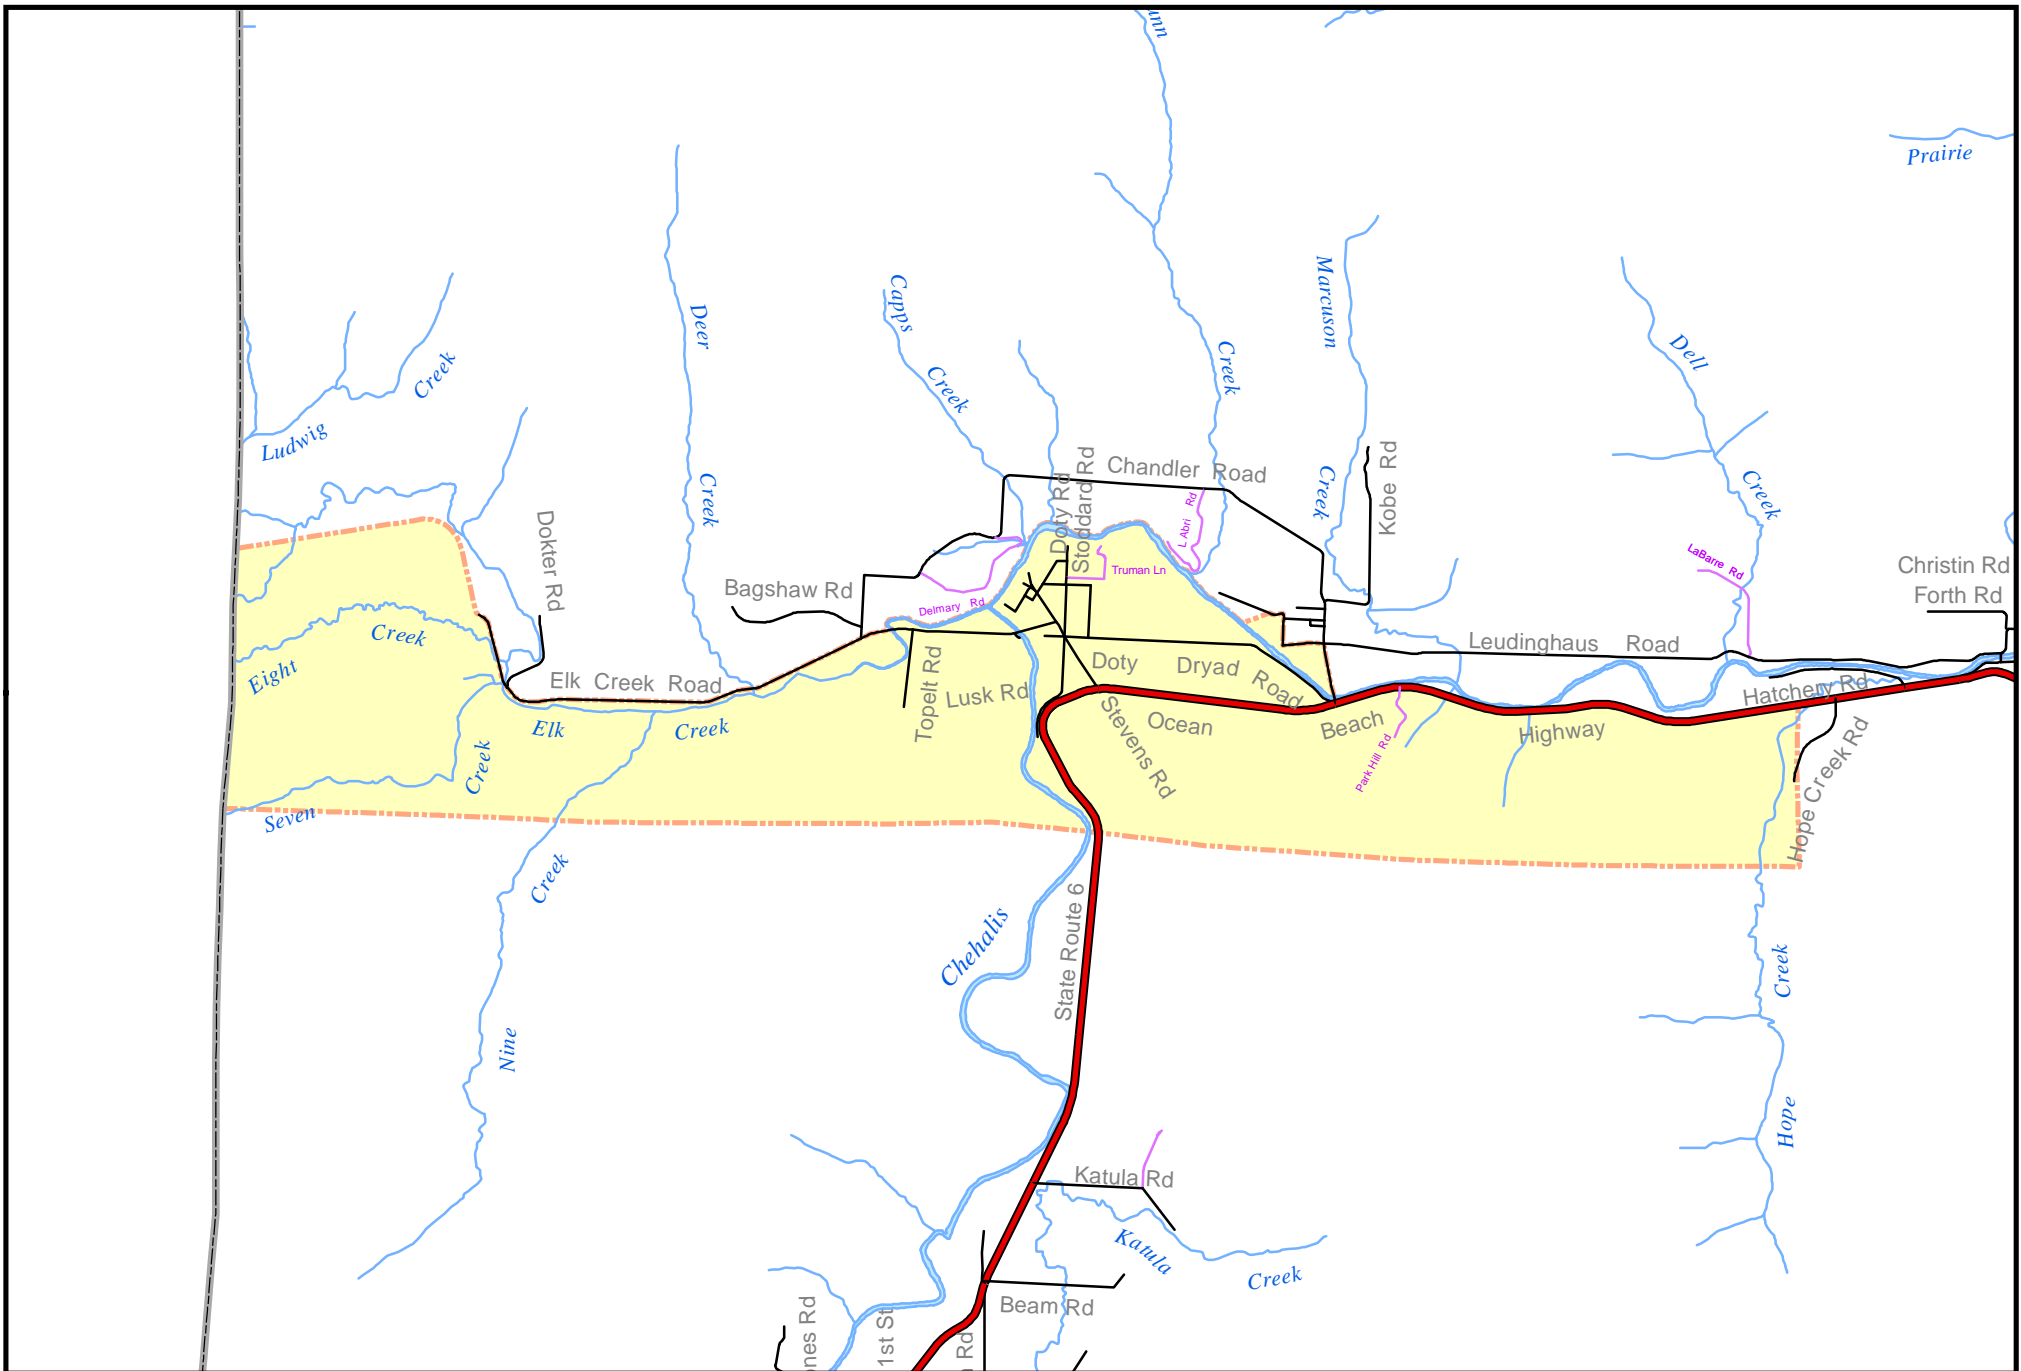 Prairie
Deer
Capps
Marcuson
Dell
Creek
Creek
Creek
Creek
Ludwig
Creek
Creek
Creek
Creek
Chandler Road
Kobe Rd
Doty Rd
Stoddard Rd
L Abri Rd
Dokter Rd
Truman Ln
LaBarre Rd
Christin Rd
Forth Rd
Bagshaw Rd
Delmary Rd
Eight
Creek
Leudinghaus Road
Doty Dryad Road
Elk Creek Road
Topelt Rd
Lusk Rd
Hatchery Rd
Elk Creek
Stevens Rd
Ocean Beach Highway
Park Hill Rd
Hope Creek Rd
Seven
Creek
Creek
Nine
Chehalis
State Route 6
Creek
Hope
Katula Rd
Katula
Creek
Beam Rd
1st St
Rd